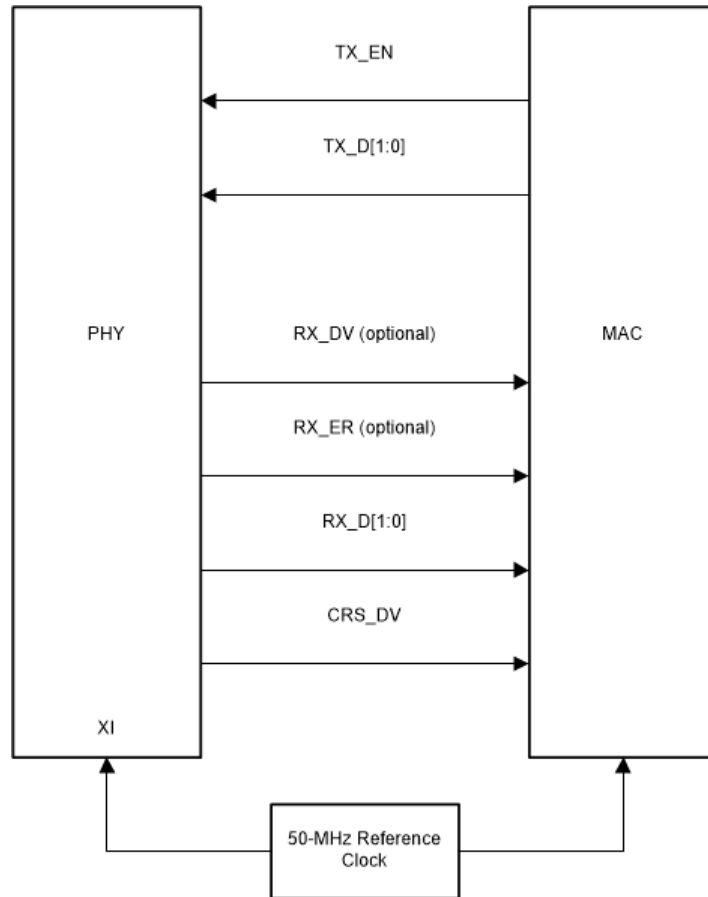 TX_EN
TX_D[1:0]
PHY
RX_DV (optional)
MAC
RX_ER (optional)
RX_D[1:0]
CRS_DV
XI
50-MHz Reference
Clock